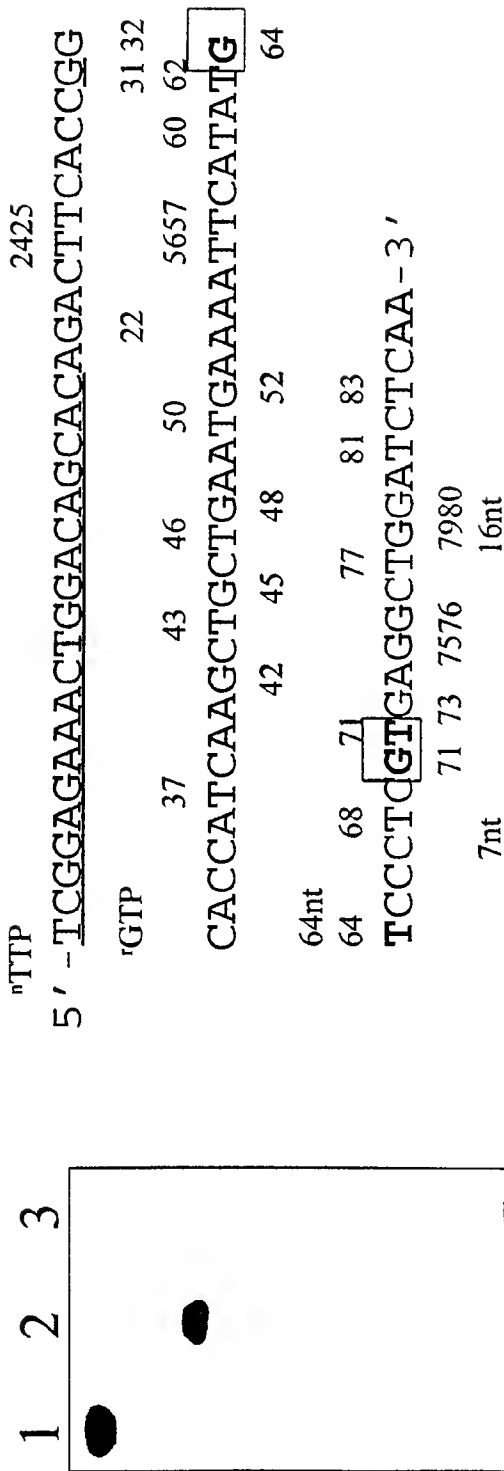 1 2 3
ⁿTTP 2425
5'-TCGGAGAAACTGGACAGCACAGACTTCACCGG
ʳGTP 22 31 32
37 43 46 50 5657 60 62
CACCATCAAGCTGCTGAATGAAAATTCATATG
42 45 48 52 64
64nt
64 68 71 77 81 83
TCCCTCGTGAGGCTGGATCTCAA-3'
71 73 7576 7980
7nt 16nt